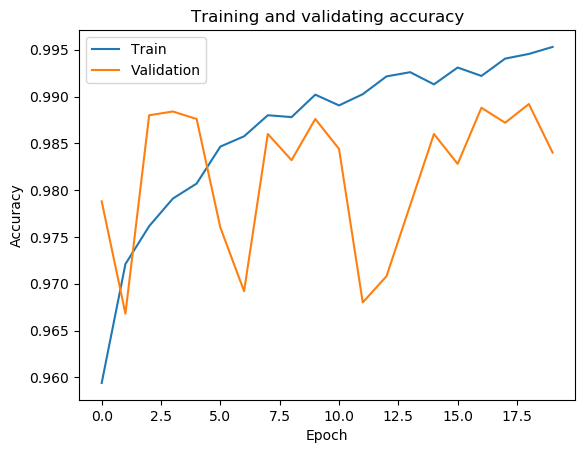 Training and validating accuracy
Train
Validation
0.995
0.990
0.985
0.980
0.975
0.970
0.965
0.960
Accuracy
0.0 2.5 5.0 7.5 10.0 12.5 15.0 17.5
Epoch